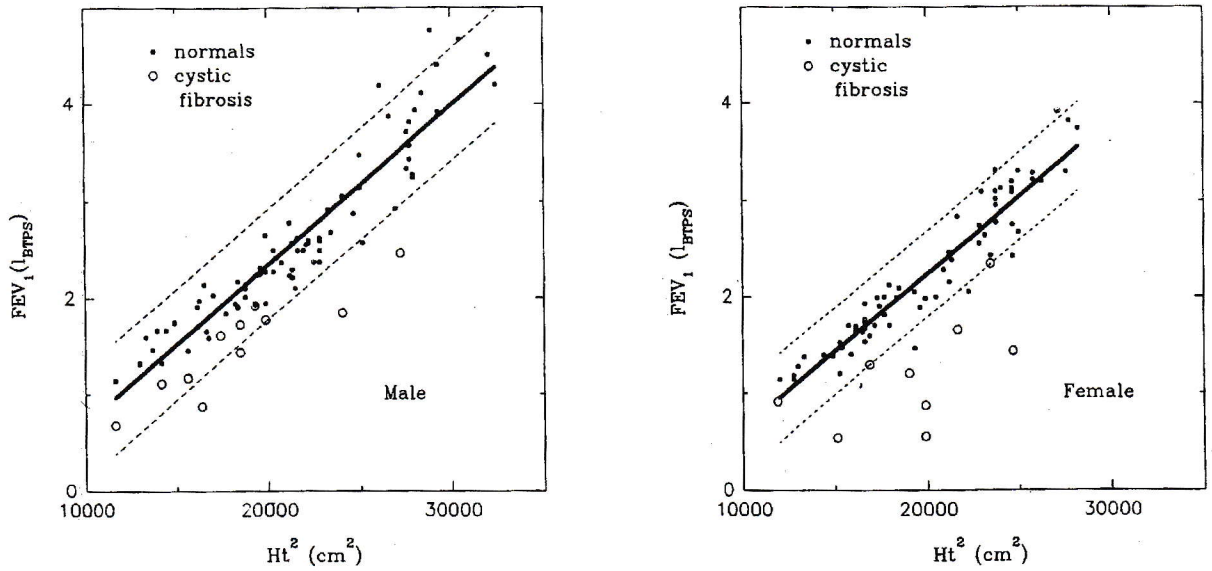 normals
cystic
fibrosis
4
2
0
FEV1 (lBTPS)
Male
10000 20000 30000
Ht² (cm²)
normals
cystic
fibrosis
4
2
0
FEV1 (lBTPS)
Female
10000 20000 30000
Ht² (cm²)